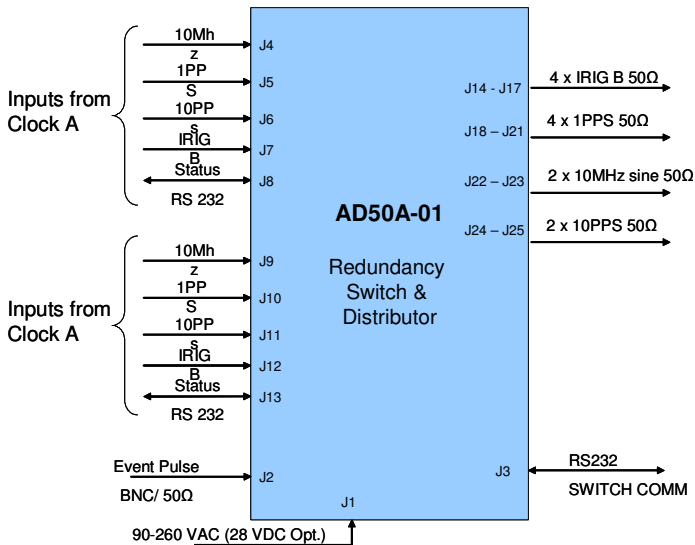 10Mh
z
J4
1PP
S
J5
10PP
s
J6
IRIG
B
J7
Status
J8
RS 232
Inputs from
Clock A
10Mh
z
J9
1PP
S
J10
10PP
s
J11
IRIG
B
J12
Status
J13
RS 232
Inputs from
Clock A
Event Pulse
J2
BNC/ 50Ω
J1
90-260 VAC (28 VDC Opt.)
AD50A-01
Redundancy
Switch &
Distributor
J14 - J17
4 x IRIG B 50Ω
J18 – J21
4 x 1PPS 50Ω
J22 – J23
2 x 10MHz sine 50Ω
J24 – J25
2 x 10PPS 50Ω
J3
RS232
SWITCH COMM